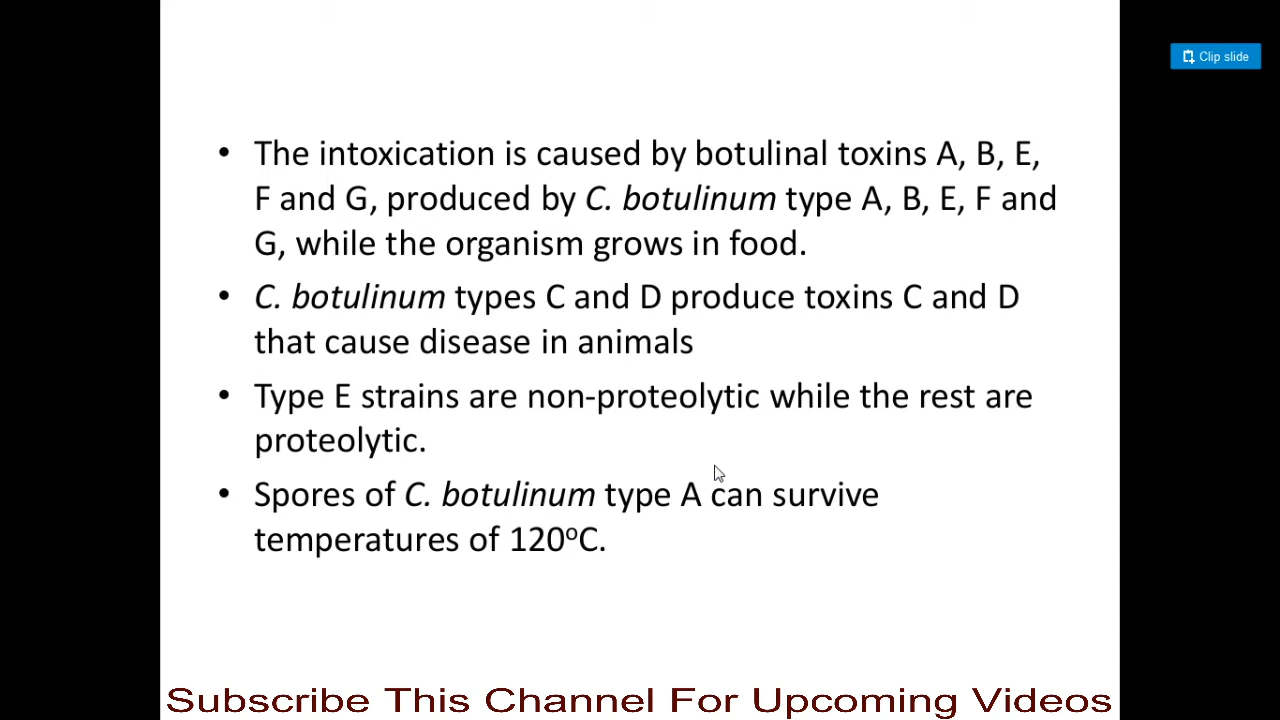 Clip slide
• The intoxication is caused by botulinal toxins A, B, E,
F and G, produced by C. botulinum type A, B, E, F and
G, while the organism grows in food.
• C. botulinum types C and D produce toxins C and D
that cause disease in animals
• Type E strains are non-proteolytic while the rest are
proteolytic.
• Spores of C. botulinum type A can survive
temperatures of 120ᵒC.
Subscribe This Channel For Upcoming Videos